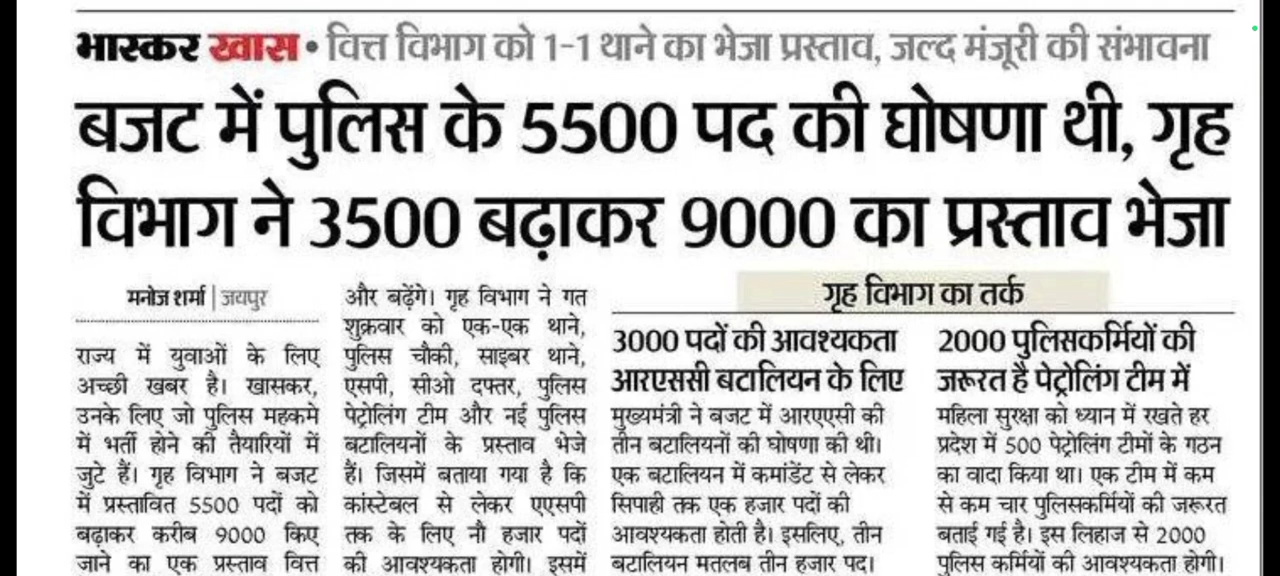 भास्कर खास • वित्त विभाग को 1-1 थाने का भेजा प्रस्ताव, जल्द मंजूरी की संभावना
बजट में पुलिस के 5500 पद की घोषणा थी, गृह
विभाग ने 3500 बढ़ाकर 9000 का प्रस्ताव भेजा
मनोज शर्मा | जयपुर
राज्य में युवाओं के लिए
अच्छी खबर है। खासकर,
उनके लिए जो पुलिस महकमे
में भर्ती होने की तैयारियों में
जुटे हैं। गृह विभाग ने बजट
में प्रस्तावित 5500 पदों को
बढ़ाकर करीब 9000 किए
जाने का एक प्रस्ताव वित्त
और बढ़ेंगे। गृह विभाग ने गत
शुक्रवार को एक-एक थाने,
पुलिस चौकी, साइबर थाने,
एसपी, सीओ दफ्तर, पुलिस
पेट्रोलिंग टीम और नई पुलिस
बटालियनों के प्रस्ताव भेजे
हैं। जिसमें बताया गया है कि
कांस्टेबल से लेकर एएसपी
तक के लिए नौ हजार पदों
की आवश्यकता होगी। इसमें
गृह विभाग का तर्क
3000 पदों की आवश्यकता
आरएससी बटालियन के लिए
मुख्यमंत्री ने बजट में आरएएसी की
तीन बटालियनों की घोषणा की थी।
एक बटालियन में कमांडेंट से लेकर
सिपाही तक एक हजार पदों की
आवश्यकता होती है। इसलिए, तीन
बटालियन मतलब तीन हजार पद।
2000 पुलिसकर्मियों की
जरूरत है पेट्रोलिंग टीम में
महिला सुरक्षा को ध्यान में रखते हर
प्रदेश में 500 पेट्रोलिंग टीमों के गठन
का वादा किया था। एक टीम में कम
से कम चार पुलिसकर्मियों की जरूरत
बताई गई है। इस लिहाज से 2000
पुलिस कर्मियों की आवश्यकता होगी।